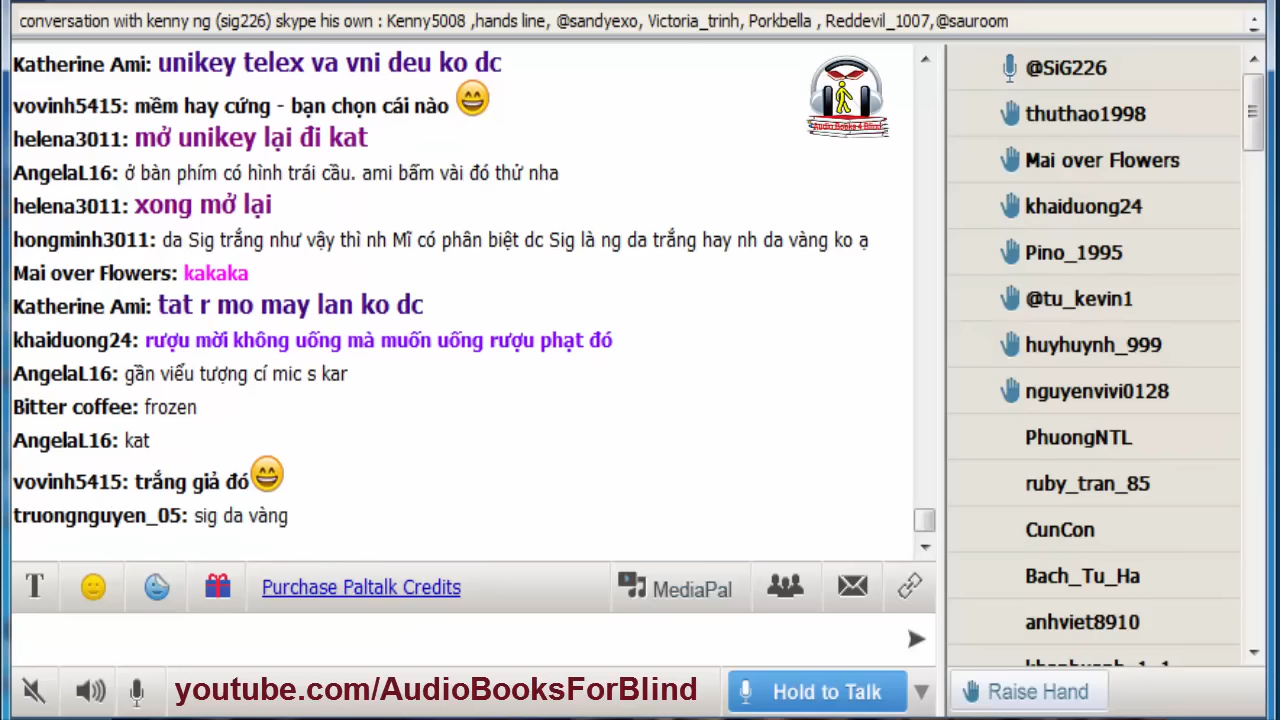 conversation with kenny ng (sig226) skype his own : Kenny5008 ,hands line, @sandyexo, Victoria_trinh, Porkbella , Reddevil_1007,@sauroom
Katherine Ami: unikey telex va vni deu ko dc
vovinh5415: mềm hay cứng - bạn chọn cái nào
helena3011: mở unikey lại đi kat
AngelaL16: ở bàn phím có hình trái cầu. ami bấm vài đó thử nha
helena3011: xong mở lại
hongminh3011: da Sig trắng như vậy thì nh Mĩ có phân biệt dc Sig là ng da trắng hay nh da vàng ko ạ
Mai over Flowers: kakaka
Katherine Ami: tat r mo may lan ko dc
khaiduong24: rượu mời không uống mà muốn uống rượu phạt đó
AngelaL16: gần viểu tượng cí mic s kar
Bitter coffee: frozen
AngelaL16: kat
vovinh5415: trắng giả đó
truongnguyen_05: sig da vàng
Audio Books 4 Blind
@SiG226
thuthao1998
Mai over Flowers
khaiduong24
Pino_1995
@tu_kevin1
huyhuynh_999
nguyenvivi0128
PhuongNTL
ruby_tran_85
CunCon
Bach_Tu_Ha
anhviet8910
T
Purchase Paltalk Credits
MediaPal
youtube.com/AudioBooksForBlind
Hold to Talk
Raise Hand